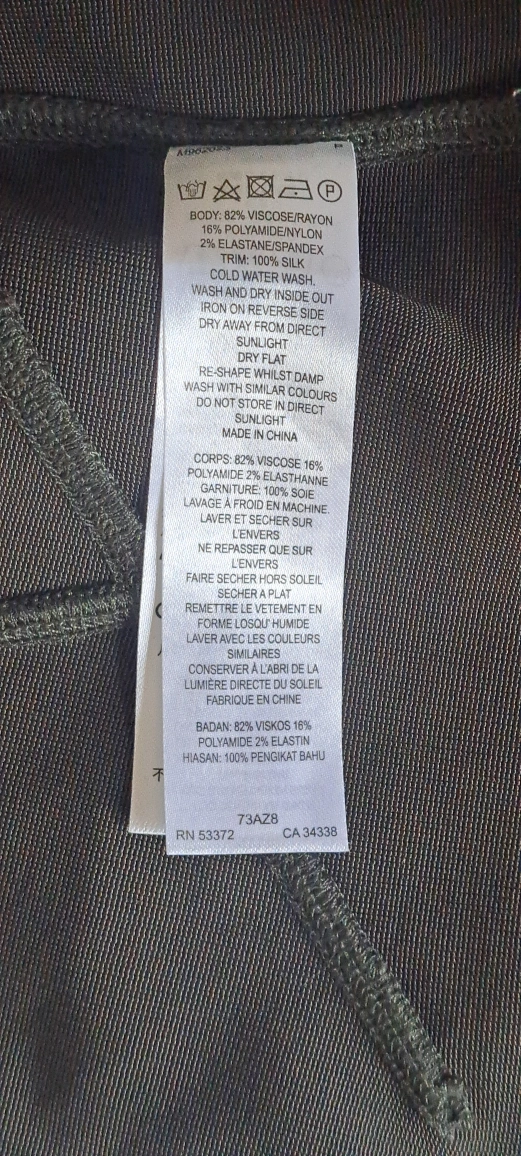 P
BODY: 82% VISCOSE/RAYON
16% POLYAMIDE/NYLON
2% ELASTANE/SPANDEX
TRIM: 100% SILK
COLD WATER WASH.
WASH AND DRY INSIDE OUT
IRON ON REVERSE SIDE
DRY AWAY FROM DIRECT
SUNLIGHT
DRY FLAT
RE-SHAPE WHILST DAMP
WASH WITH SIMILAR COLOURS
DO NOT STORE IN DIRECT
SUNLIGHT
MADE IN CHINA
CORPS: 82% VISCOSE 16%
POLYAMIDE 2% ELASTHANNE
GARNITURE: 100% SOIE
LAVAGE À FROID EN MACHINE.
LAVER ET SECHER SUR
L'ENVERS
NE REPASSER QUE SUR
L'ENVERS
FAIRE SECHER HORS SOLEIL
SECHER A PLAT
REMETTRE LE VETEMENT EN
FORME LOSQU' HUMIDE
LAVER AVEC LES COULEURS
SIMILAIRES
CONSERVER À L'ABRI DE LA
LUMIÈRE DIRECTE DU SOLEIL
FABRIQUE EN CHINE
BADAN: 82% VISKOS 16%
POLYAMIDE 2% ELASTIN
HIASAN: 100% PENGIKAT BAHU
不
73AZ8
RN 53372 CA 34338